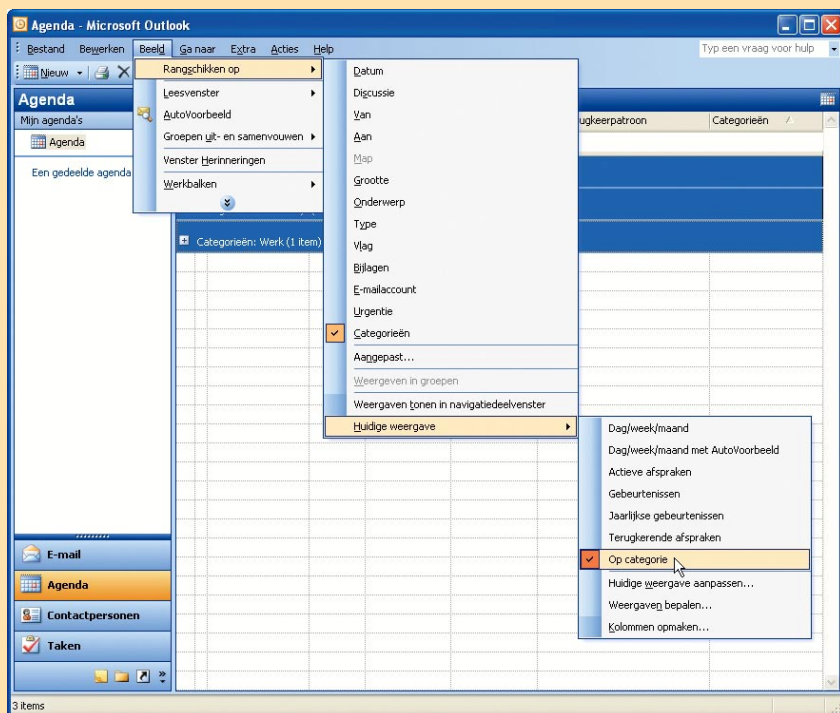 Agenda - Microsoft Outlook
Bestand Bewerken Beeld Ga naar Extra Acties Help
Typ een vraag voor hulp
Nieuw
Agenda
Mijn agenda's
Agenda
Een gedeelde agenda
Rangschikken op
Leesvenster
AutoVoorbeeld
Groepen uit- en samenvouwen
Venster Herinneringen
Werkbalken
Datum
Discussie
Van
Aan
Map
Grootte
Onderwerp
Type
Vlag
Bijlagen
E-mailaccount
Urgentie
Categorieën
Aangepast...
Weergeven in groepen
Weergaven tonen in navigatiedeelvenster
Huidige weergave
ugkeerpatroon
Categorieën
Categorieën: Werk (1 item)
Dag/week/maand
Dag/week/maand met AutoVoorbeeld
Actieve afspraken
Gebeurtenissen
Jaarlijkse gebeurtenissen
Terugkerende afspraken
Op categorie
Huidige weergave aanpassen...
Weergaven bepalen...
Kolommen opmaken...
E-mail
Agenda
Contactpersonen
Taken
3 items